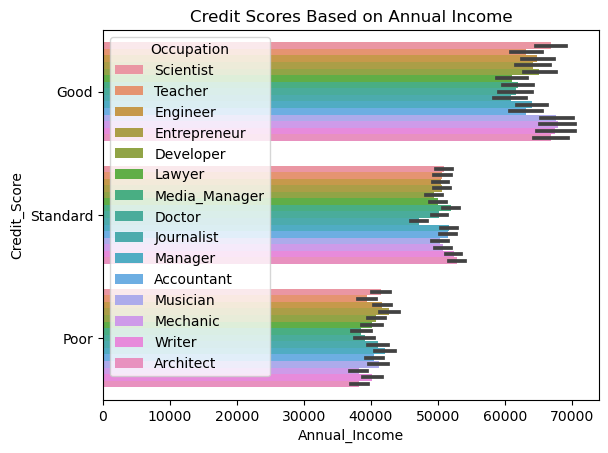 Credit Scores Based on Annual Income
Occupation
Scientist
Teacher
Engineer
Entrepreneur
Developer
Lawyer
Media_Manager
Doctor
Journalist
Manager
Accountant
Musician
Mechanic
Writer
Architect
Good
Standard
Poor
Credit_Score
0 10000 20000 30000 40000 50000 60000 70000
Annual_Income